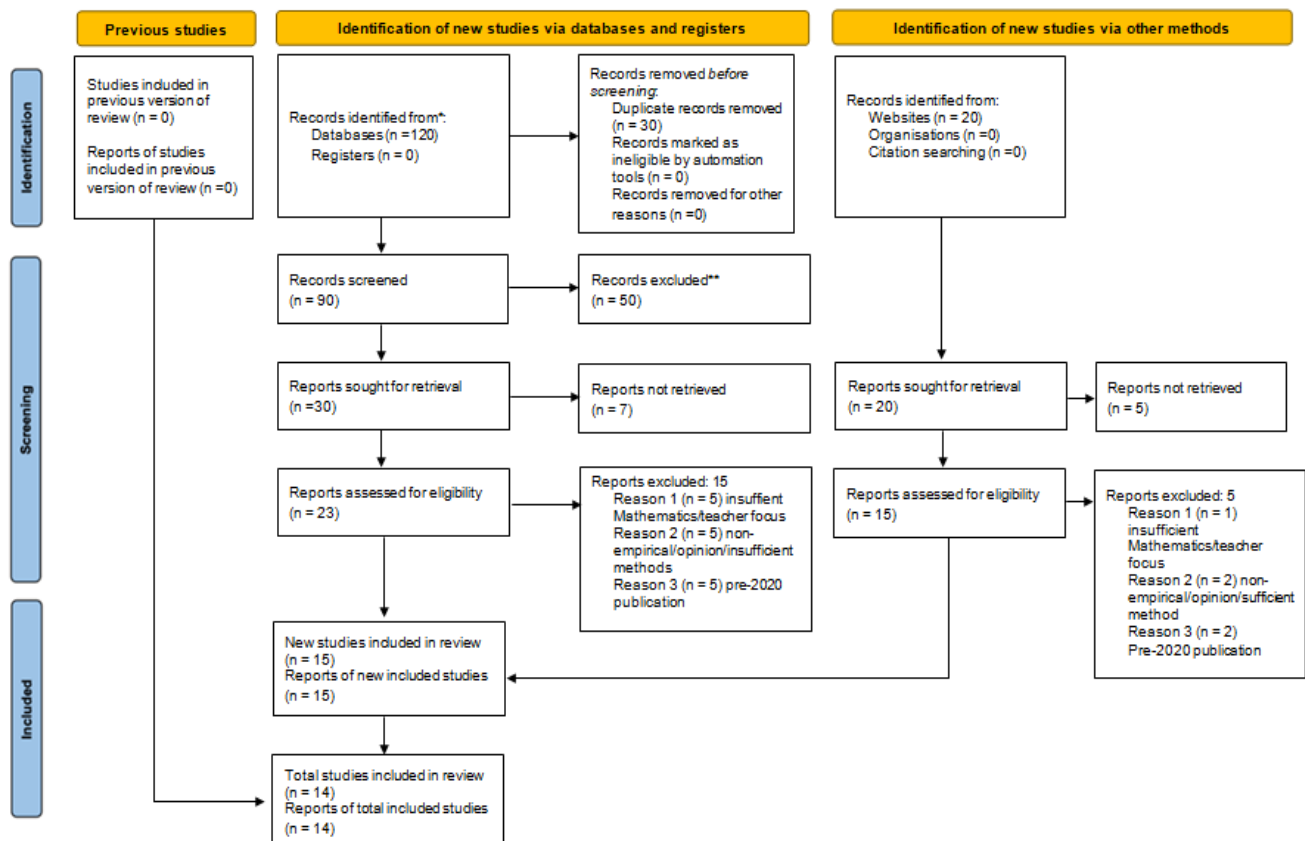 Previous studies
Identification of new studies via databases and registers
Identification of new studies via other methods
Identification
Studies included in
previous version of
review (n = 0)
Reports of studies
included in previous
version of review (n =0)
Records identified from*:
Databases (n =120)
Registers (n = 0)
Records removed before
screening:
Duplicate records removed
(n = 30)
Records marked as
ineligible by automation
tools (n = 0)
Records removed for other
reasons (n =0)
Records identified from:
Websites (n = 20)
Organisations (n =0)
Citation searching (n =0)
Screening
Records screened
(n = 90)
Records excluded**
(n = 50)
Reports sought for retrieval
(n =30)
Reports not retrieved
(n = 7)
Reports sought for retrieval
(n = 20)
Reports not retrieved
(n = 5)
Reports assessed for eligibility
(n = 23)
Reports excluded: 15
Reason 1 (n = 5) insuffient
Mathematics/teacher focus
Reason 2 (n = 5) non-
empirical/opinion/insufficient
methods
Reason 3 (n = 5) pre-2020
publication
Reports assessed for eligibility
(n = 15)
Reports excluded: 5
Reason 1 (n = 1)
insufficient
Mathematics/teacher
focus
Reason 2 (n = 2) non-
empirical/opinion/sufficient
method
Reason 3 (n = 2)
Pre-2020 publication
Included
New studies included in review
(n = 15)
Reports of new included studies
(n = 15)
Total studies included in review
(n = 14)
Reports of total included studies
(n = 14)